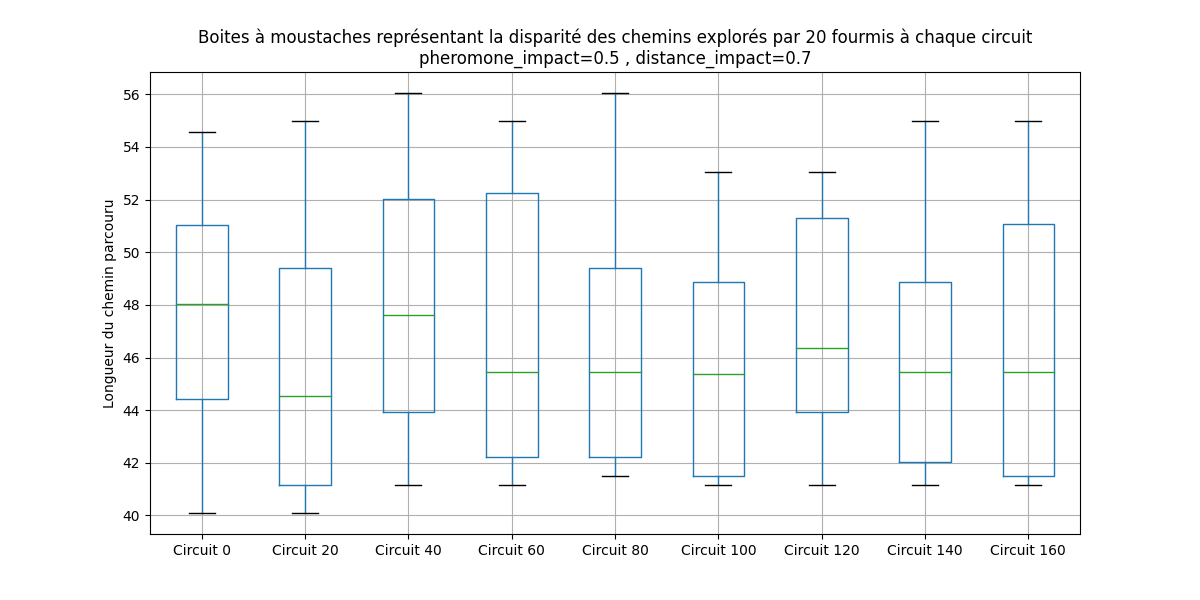 Boites à moustaches représentant la disparité des chemins explorés par 20 fourmis à chaque circuit
pheromone_impact=0.5 , distance_impact=0.7
Longueur du chemin parcouru
56
54
52
50
48
46
44
42
40
Circuit 0 Circuit 20 Circuit 40 Circuit 60 Circuit 80 Circuit 100 Circuit 120 Circuit 140 Circuit 160